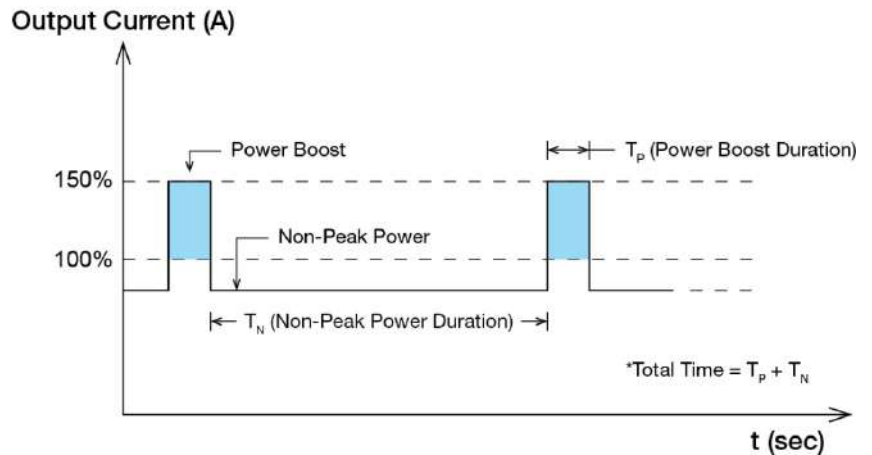 Output Current (A)
Power Boost
T_P (Power Boost Duration)
150%
Non-Peak Power
100%
T_N (Non-Peak Power Duration)
*Total Time = T_P + T_N
t (sec)